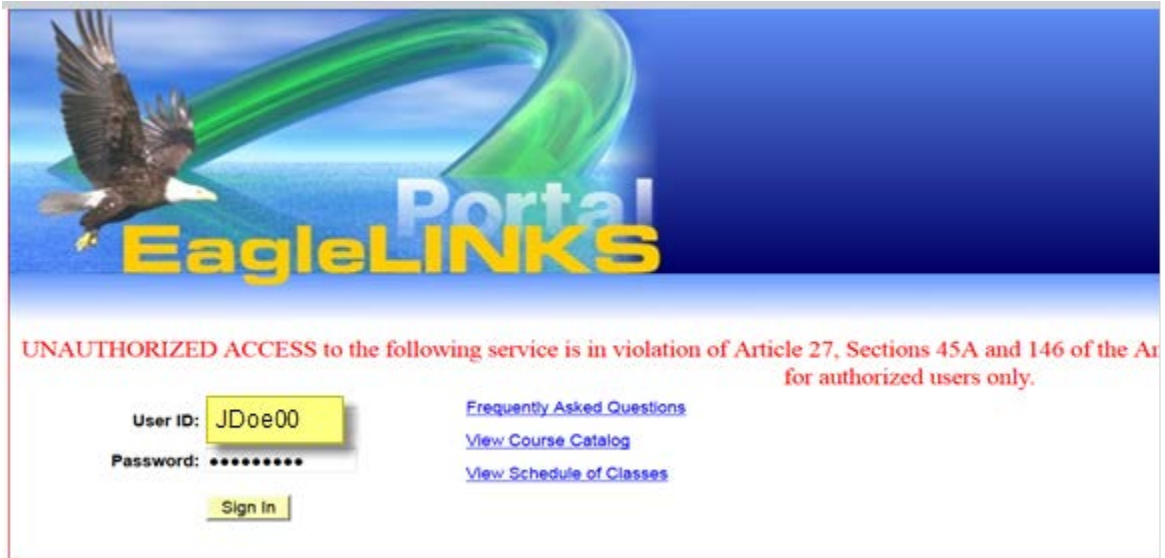 Portal
EagleLINKS
UNAUTHORIZED ACCESS to the following service is in violation of Article 27, Sections 45A and 146 of the
for authorized users only.
User ID: JDoe00
Password: •••••••••
Sign In
Frequently Asked Questions
View Course Catalog
View Schedule of Classes